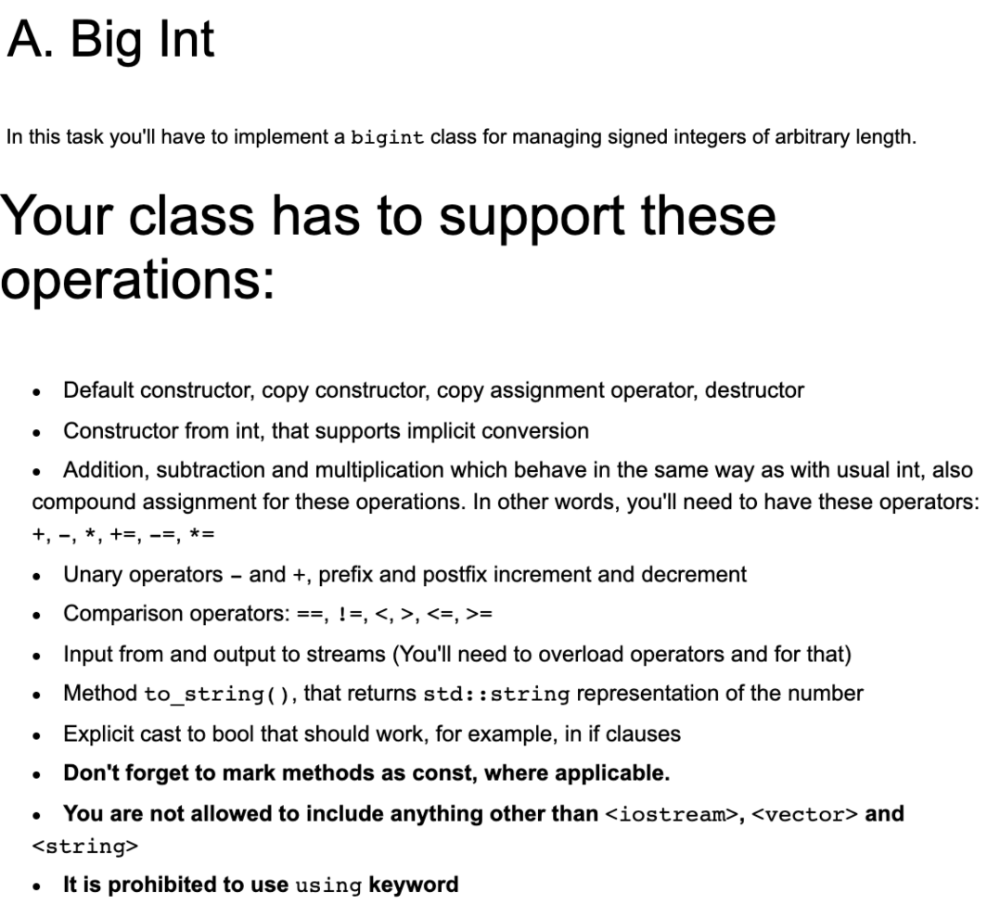 A. Big Int
In this task you'll have to implement a bigint class for managing signed integers of arbitrary length.
Your class has to support these
operations:
• Default constructor, copy constructor, copy assignment operator, destructor
• Constructor from int, that supports implicit conversion
• Addition, subtraction and multiplication which behave in the same way as with usual int, also
compound assignment for these operations. In other words, you'll need to have these operators:
+, -, *, +=, -=, *=
• Unary operators - and +, prefix and postfix increment and decrement
• Comparison operators: ==, !=, <, >, <=, >=
• Input from and output to streams (You'll need to overload operators and for that)
• Method to_string(), that returns std::string representation of the number
• Explicit cast to bool that should work, for example, in if clauses
• Don't forget to mark methods as const, where applicable.
• You are not allowed to include anything other than <iostream>, <vector> and
<string>
• It is prohibited to use using keyword